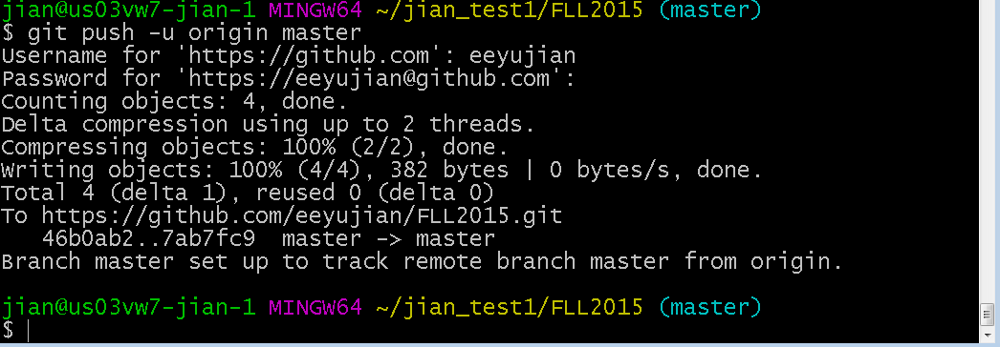 jian@us03vw7-jian-1 MINGW64 ~/jian_test1/FLL2015 (master)
$ git push -u origin master
Username for 'https://github.com': eeyujian
Password for 'https://eeyujian@github.com':
Counting objects: 4, done.
Delta compression using up to 2 threads.
Compressing objects: 100% (2/2), done.
Writing objects: 100% (4/4), 382 bytes | 0 bytes/s, done.
Total 4 (delta 1), reused 0 (delta 0)
To https://github.com/eeyujian/FLL2015.git
   46b0ab2..7ab7fc9  master -> master
Branch master set up to track remote branch master from origin.
jian@us03vw7-jian-1 MINGW64 ~/jian_test1/FLL2015 (master)
$